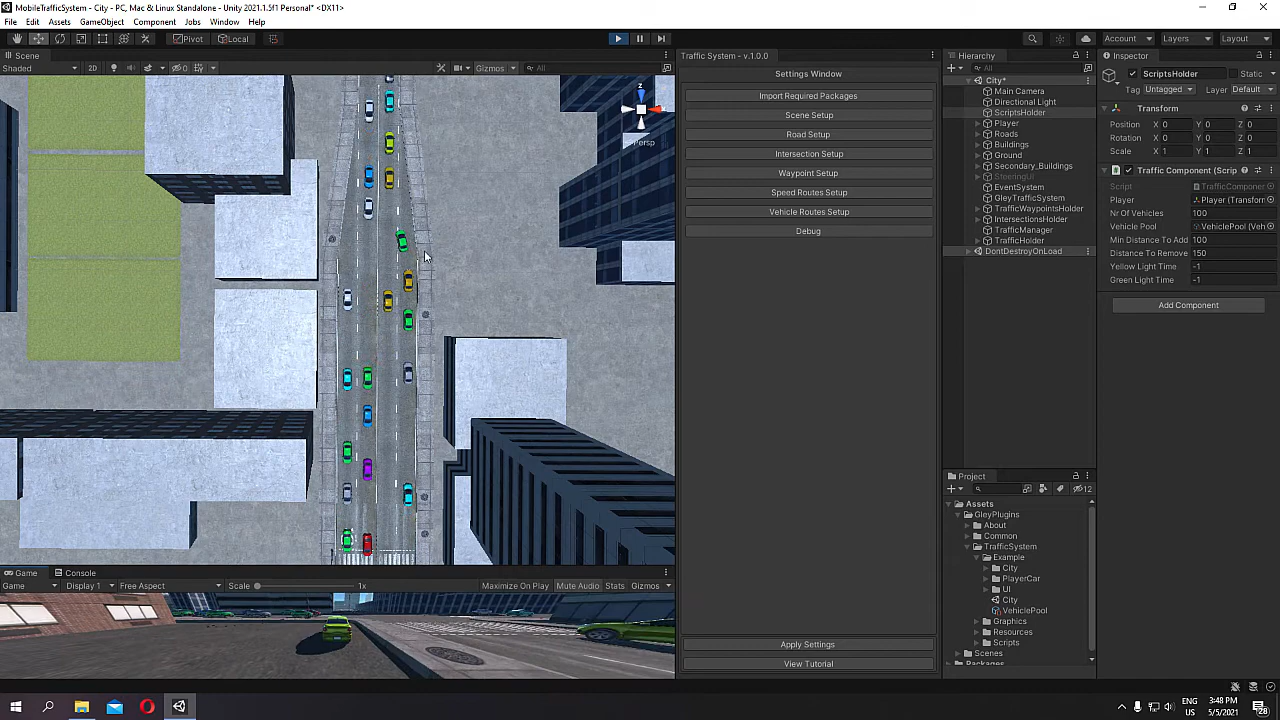 MobileTrafficSystem - City - PC, Mac & Linux Standalone - Unity 2021.1.5f1 Personal* <DX11>
File Edit Assets GameObject Component Jobs Window Help
Pivot Local Account Layers Layout
Scene
Shaded 2D 0 Gizmos All
Persp
Traffic System - v.1.0.0
Settings Window
Import Required Packages
Scene Setup
Road Setup
Intersection Setup
Waypoint Setup
Speed Routes Setup
Vehicle Routes Setup
Debug
Apply Settings
View Tutorial
Hierarchy
All
City*
Main Camera
Directional Light
ScriptsHolder
Player
Roads
Buildings
Ground
Secondary_Buildings
SteeringUI
EventSystem
GleyTrafficSystem
TrafficWaypointsHolder
IntersectionsHolder
TrafficManager
TrafficHolder
DontDestroyOnLoad
Project
12
Assets
GleyPlugins
About
Common
TrafficSystem
Example
City
PlayerCar
UI
City
VehiclePool
Graphics
Resources
Scripts
Scenes
Packages
Inspector
ScriptsHolder Static
Tag Untagged Layer Default
Transform
Position X 0 Y 0 Z 0
Rotation X 0 Y 0 Z 0
Scale X 1 Y 1 Z 1
Traffic Component (Scrip
Script TrafficComponen
Player Player (Transform
Nr Of Vehicles 100
Vehicle Pool VehiclePool (Veh
Min Distance To Add 100
Distance To Remove 150
Yellow Light Time -1
Green Light Time -1
Add Component
Game Console
Game Display 1 Free Aspect Scale 1x Maximize On Play Mute Audio Stats Gizmos
ENG
US
3:48 PM
5/5/2021